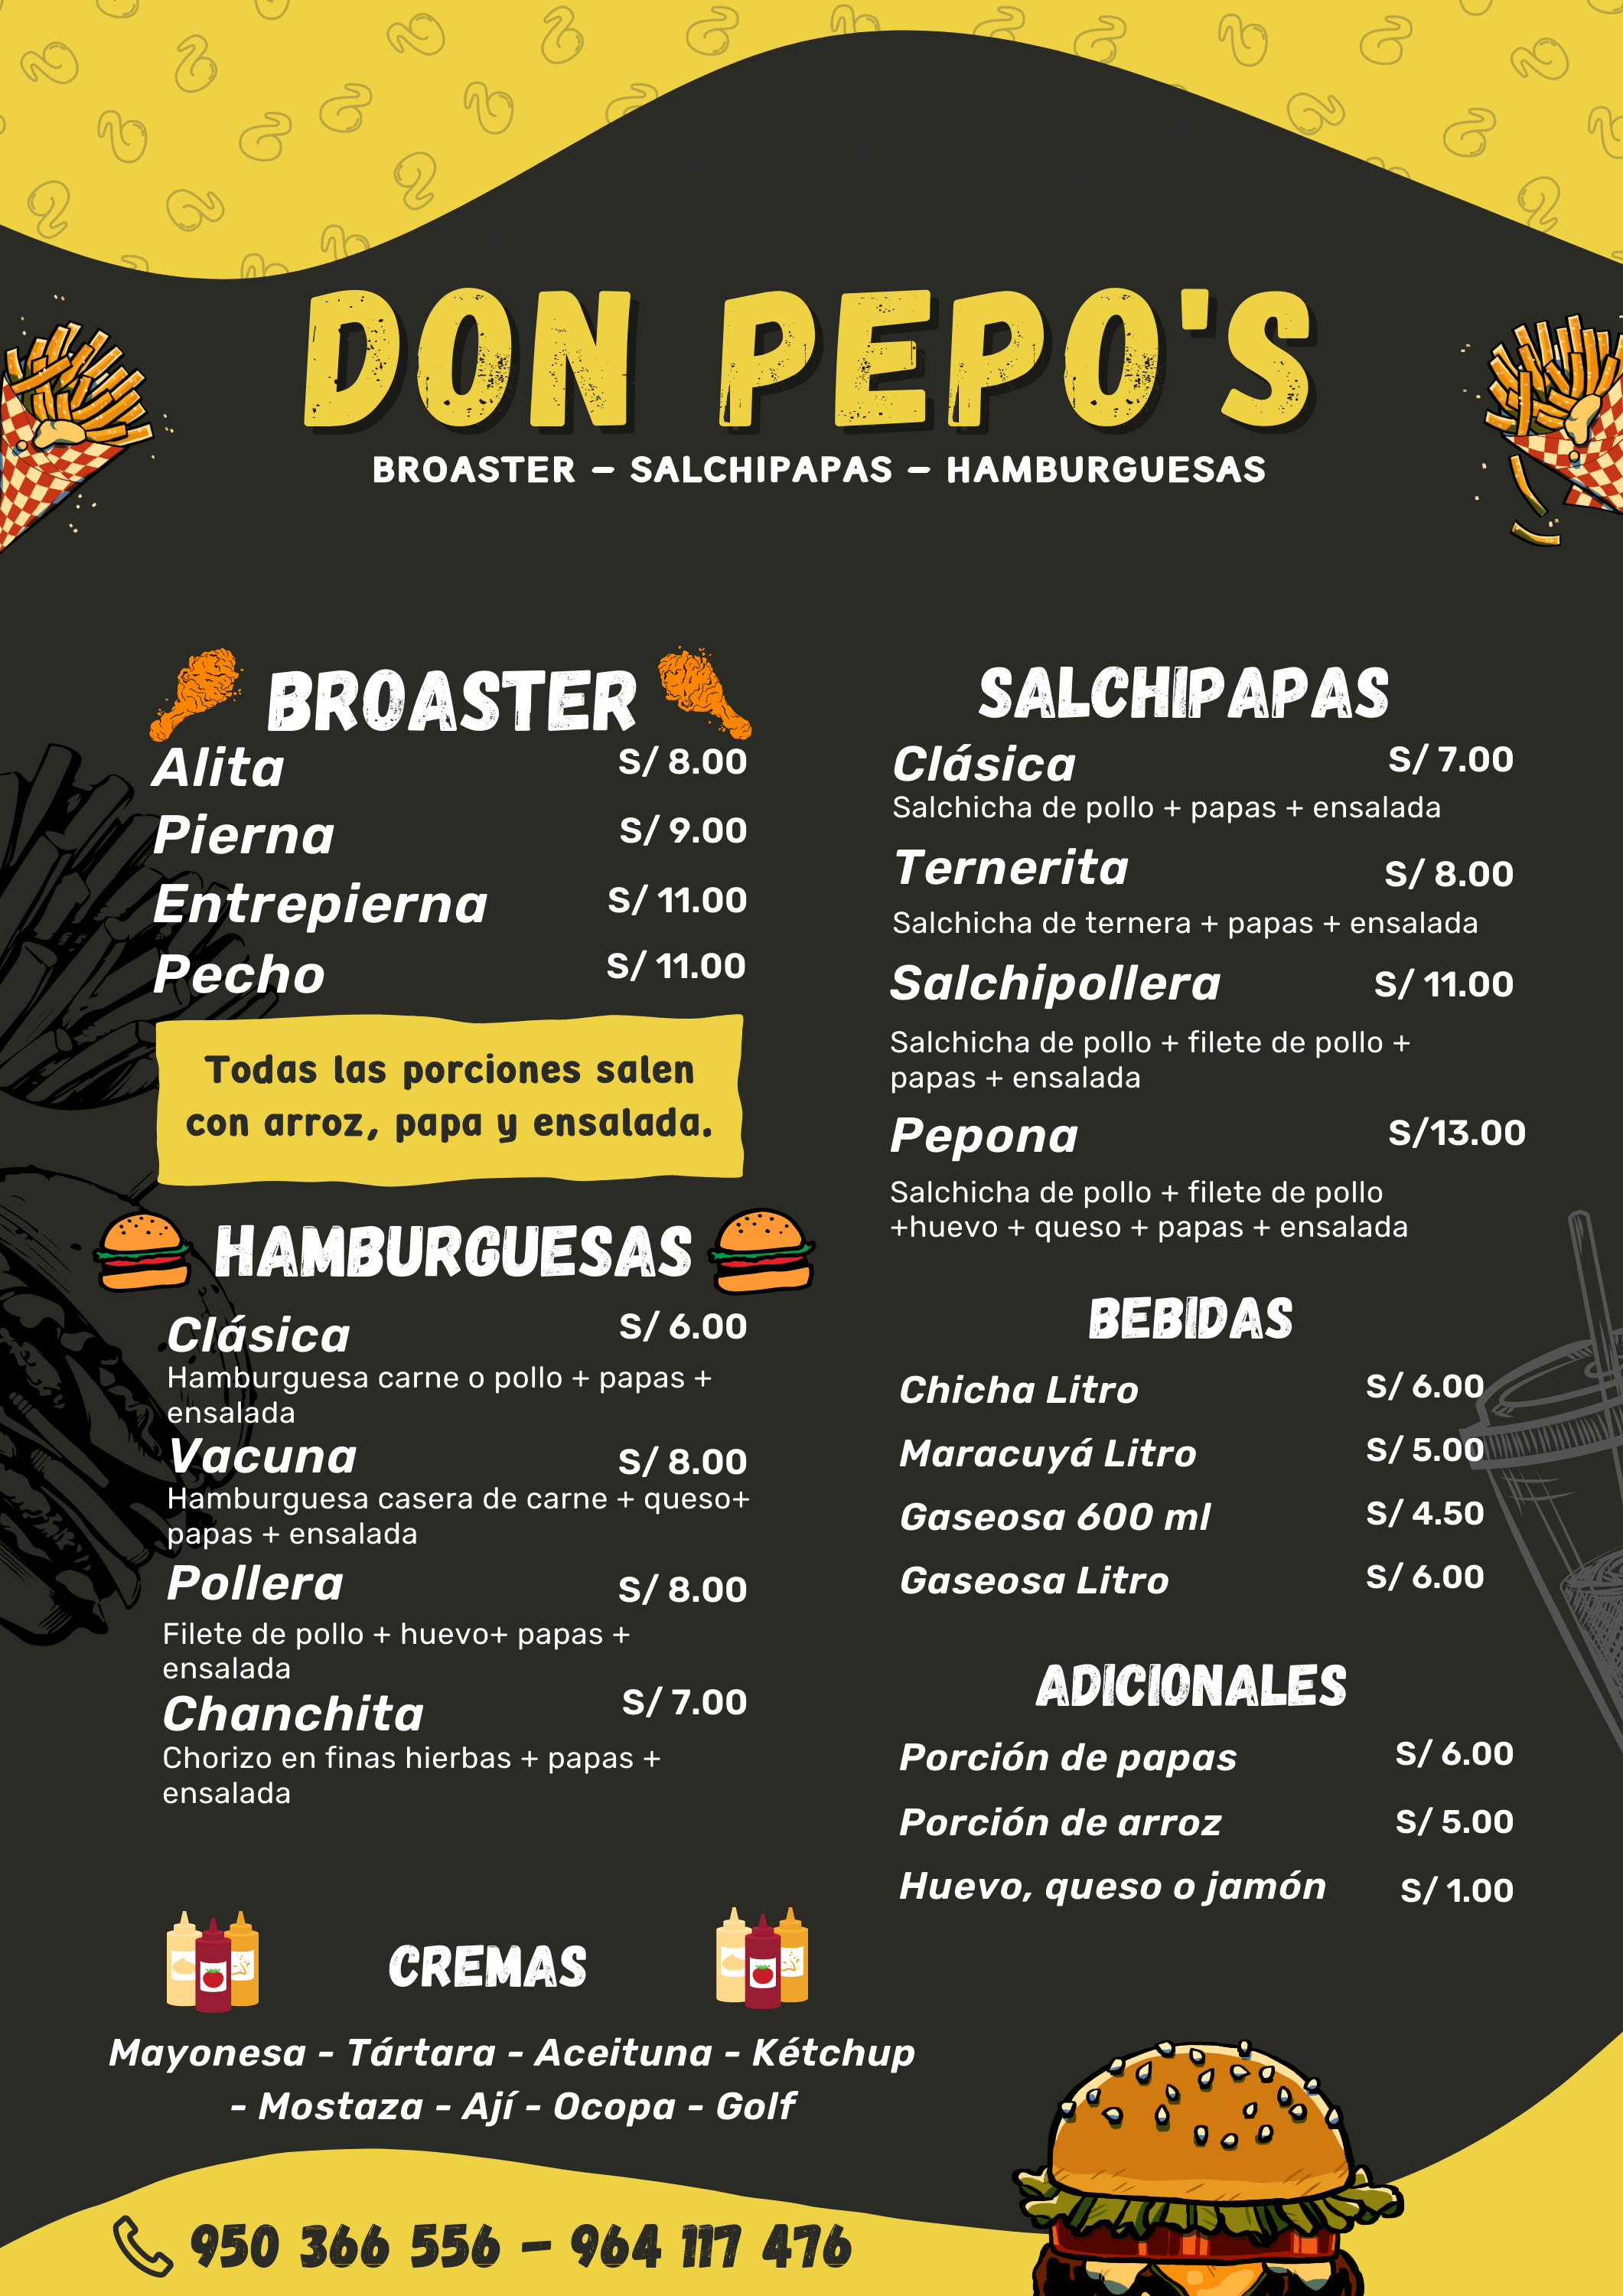 DON PEPO'S
BROASTER – SALCHIPAPAS – HAMBURGUESAS
BROASTER
Alita S/ 8.00
Pierna S/ 9.00
Entrepierna S/ 11.00
Pecho S/ 11.00
Todas las porciones salen
con arroz, papa y ensalada.
HAMBURGUESAS
Clásica S/ 6.00
Hamburguesa carne o pollo + papas +
ensalada
Vacuna S/ 8.00
Hamburguesa casera de carne + queso+
papas + ensalada
Pollera S/ 8.00
Filete de pollo + huevo+ papas +
ensalada
Chanchita S/ 7.00
Chorizo en finas hierbas + papas +
ensalada
CREMAS
Mayonesa - Tártara - Aceituna - Kétchup
- Mostaza - Ají - Ocopa - Golf
SALCHIPAPAS
Clásica S/ 7.00
Salchicha de pollo + papas + ensalada
Ternerita S/ 8.00
Salchicha de ternera + papas + ensalada
Salchipollera S/ 11.00
Salchicha de pollo + filete de pollo +
papas + ensalada
Pepona S/13.00
Salchicha de pollo + filete de pollo
+huevo + queso + papas + ensalada
BEBIDAS
Chicha Litro S/ 6.00
Maracuyá Litro S/ 5.00
Gaseosa 600 ml S/ 4.50
Gaseosa Litro S/ 6.00
ADICIONALES
Porción de papas S/ 6.00
Porción de arroz S/ 5.00
Huevo, queso o jamón S/ 1.00
950 366 556 – 964 117 476